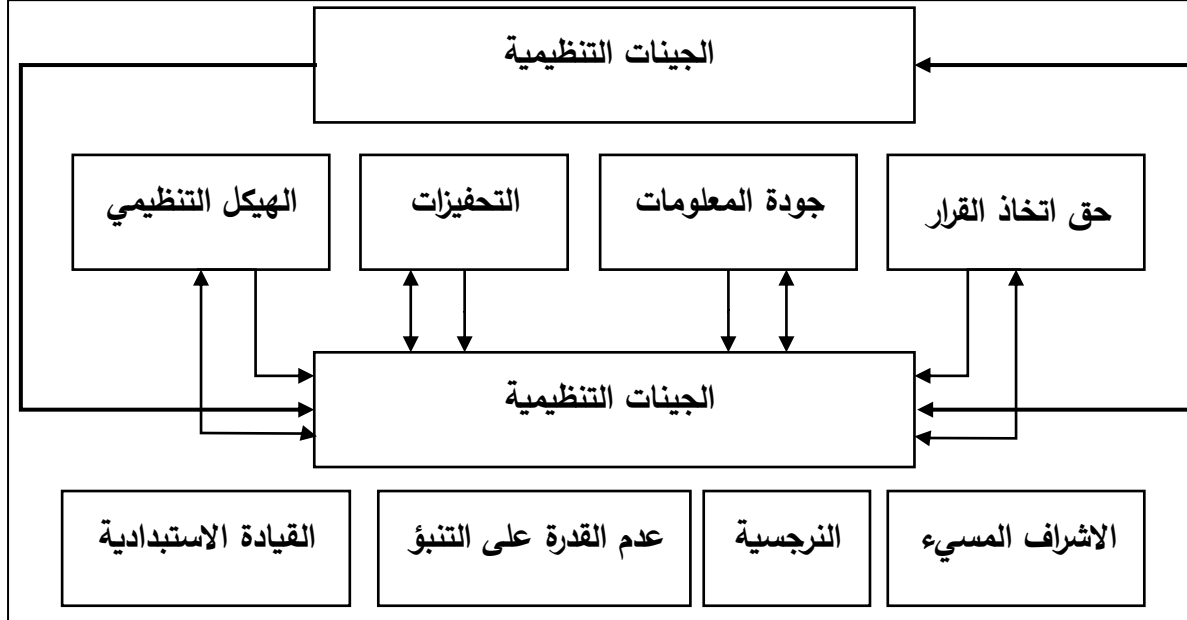 الجينات التنظيمية
حق اتخاذ القرار
جودة المعلومات
التحفيزات
الهيكل التنظيمي
الجينات التنظيمية
الاشراف المسيء
النرجسية
عدم القدرة على التنبؤ
القيادة الاستبدادية